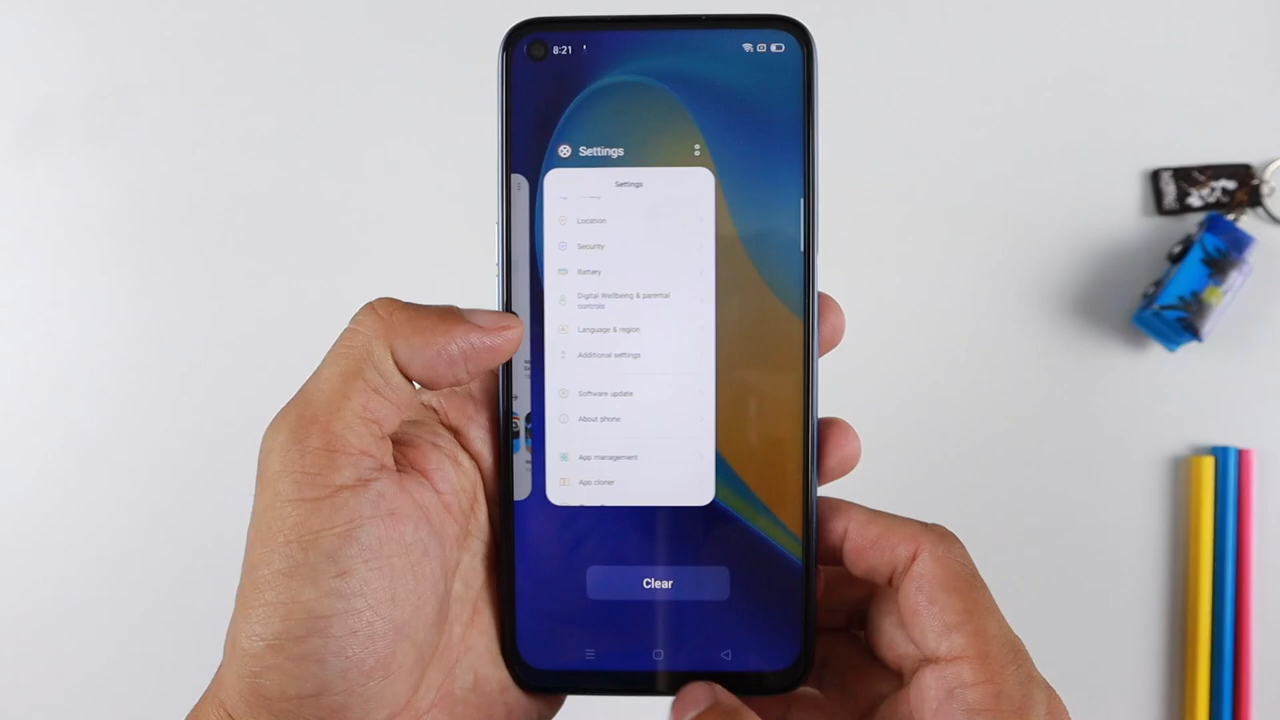 8:21
Settings
Settings
Location
Security
Battery
Digital Wellbeing & parental
controls
Language & region
Additional settings
Software update
About phone
App management
App cloner
Clear